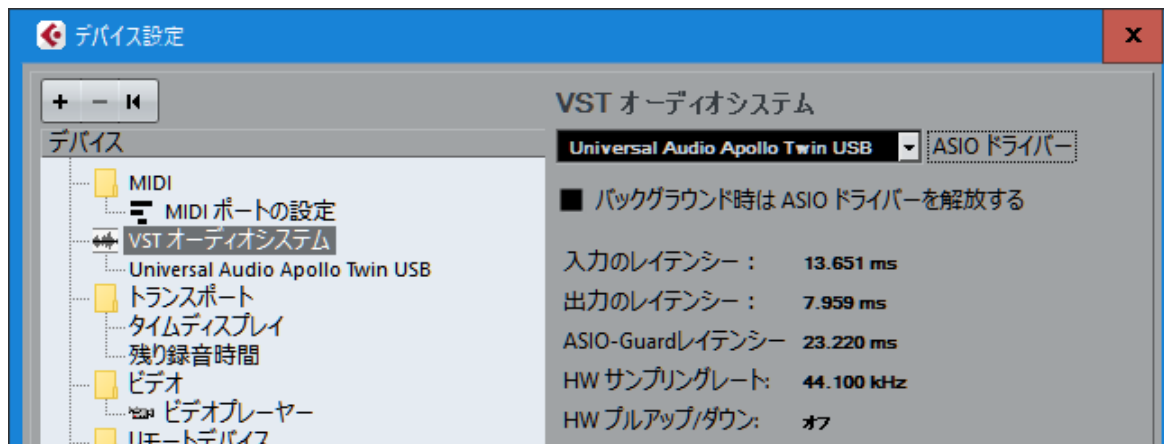 デバイス設定
x
+ −
デバイス
MIDI
MIDI ポートの設定
VST オーディオシステム
Universal Audio Apollo Twin USB
トランスポート
タイムディスプレイ
残り録音時間
ビデオ
ビデオプレーヤー
リモートデバイス
VST オーディオシステム
Universal Audio Apollo Twin USB
ASIO ドライバー
バックグラウンド時は ASIO ドライバーを解放する
入力のレイテンシー： 13.651 ms
出力のレイテンシー： 7.959 ms
ASIO-Guardレイテンシー 23.220 ms
HW サンプリングレート: 44.100 kHz
HW プルアップ/ダウン: オフ